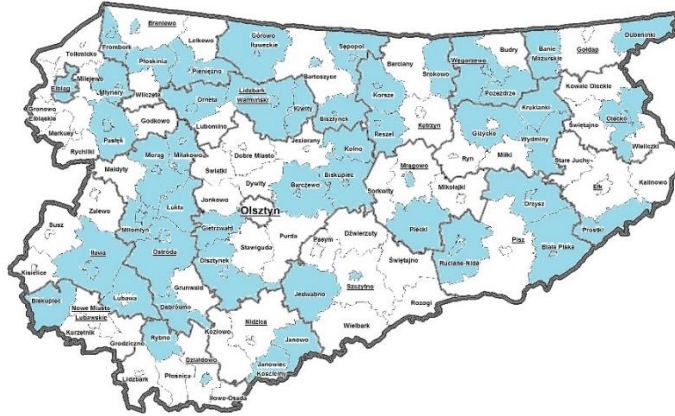 Braniewo
Lelkowo
Tolkmicko
Frombork
Płoskinia
Górowo
Iławeckie
Sępopol
Barciany
Węgorzewo
Budry
Banie
Mazurskie
Gołdap
Dubeninki
Elbląg
Milejewo
Młynary
Wilczęta
Pieniężno
Bartoszyce
Korsze
Srokowo
Pozezdrze
Kowale Oleckie
Gronowo
Elbląskie
Markusy
Rychliki
Pasłęk
Godkowo
Orneta
Lidzbark
Warmiński
Kiwity
Bisztynek
Reszel
Kętrzyn
Giżycko
Kruklanki
Wydminy
Świętajno
Olecko
Wieliczki
Lubomino
Jeziorany
Kolno
Małdyty
Morąg
Miłakowo
Dobre Miasto
Świątki
Dywity
Mrągowo
Ryn
Miłki
Stare Juchy
Ełk
Kalinowo
Zalewo
Łukta
Jonkowo
Barczewo
Biskupiec
Sorkwity
Mikołajki
Orzysz
Prostki
Olsztyn
Susz
Miłomłyn
Gietrzwałd
Purda
Pasym
Dźwierzuty
Piecki
Pisz
Biała Piska
Kisielice
Iława
Ostróda
Olsztynek
Stawiguda
Świętajno
Ruciane-Nida
Biskupiec
Nowe Miasto
Lubawskie
Lubawa
Grunwald
Dąbrówno
Jedwabno
Szczytno
Rozogi
Kurzętnik
Grodziczno
Rybno
Kozłowo
Nidzica
Wielbark
Działdowo
Janowo
Janowiec
Kościelny
Lidzbark
Płośnica
Iłowo-Osada